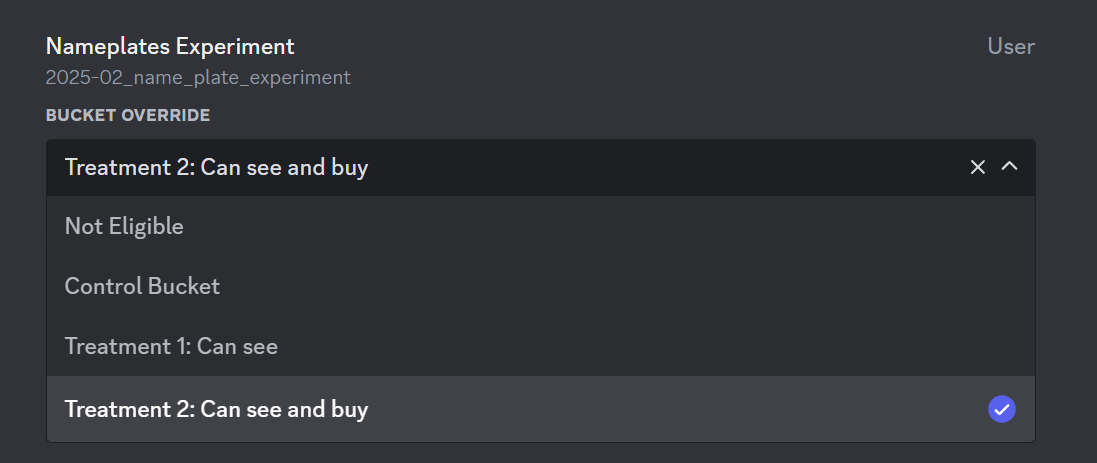 Nameplates Experiment
User
2025-02_name_plate_experiment
BUCKET OVERRIDE
Treatment 2: Can see and buy
Not Eligible
Control Bucket
Treatment 1: Can see
Treatment 2: Can see and buy